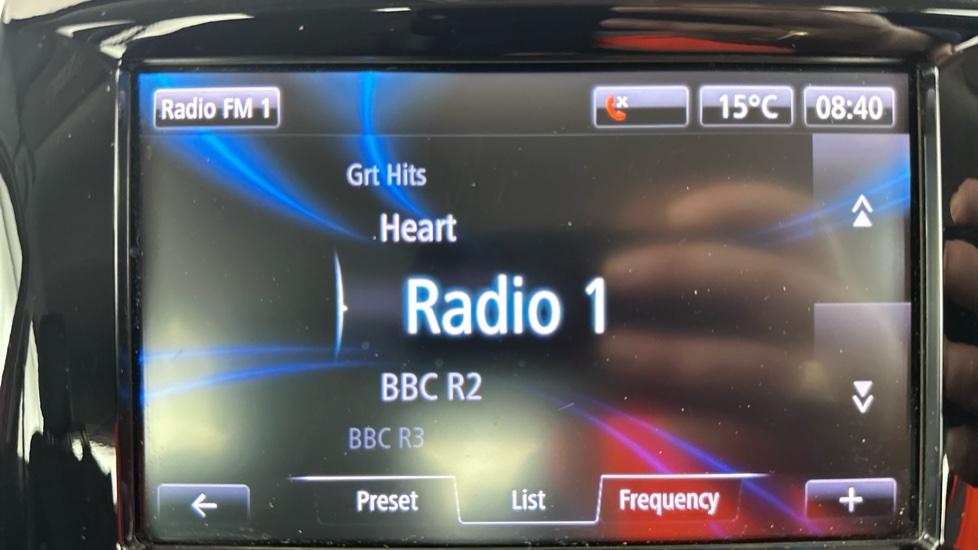 Radio FM 1
15°C
08:40
Grt Hits
Heart
Radio 1
BBC R2
BBC R3
Preset
List
Frequency